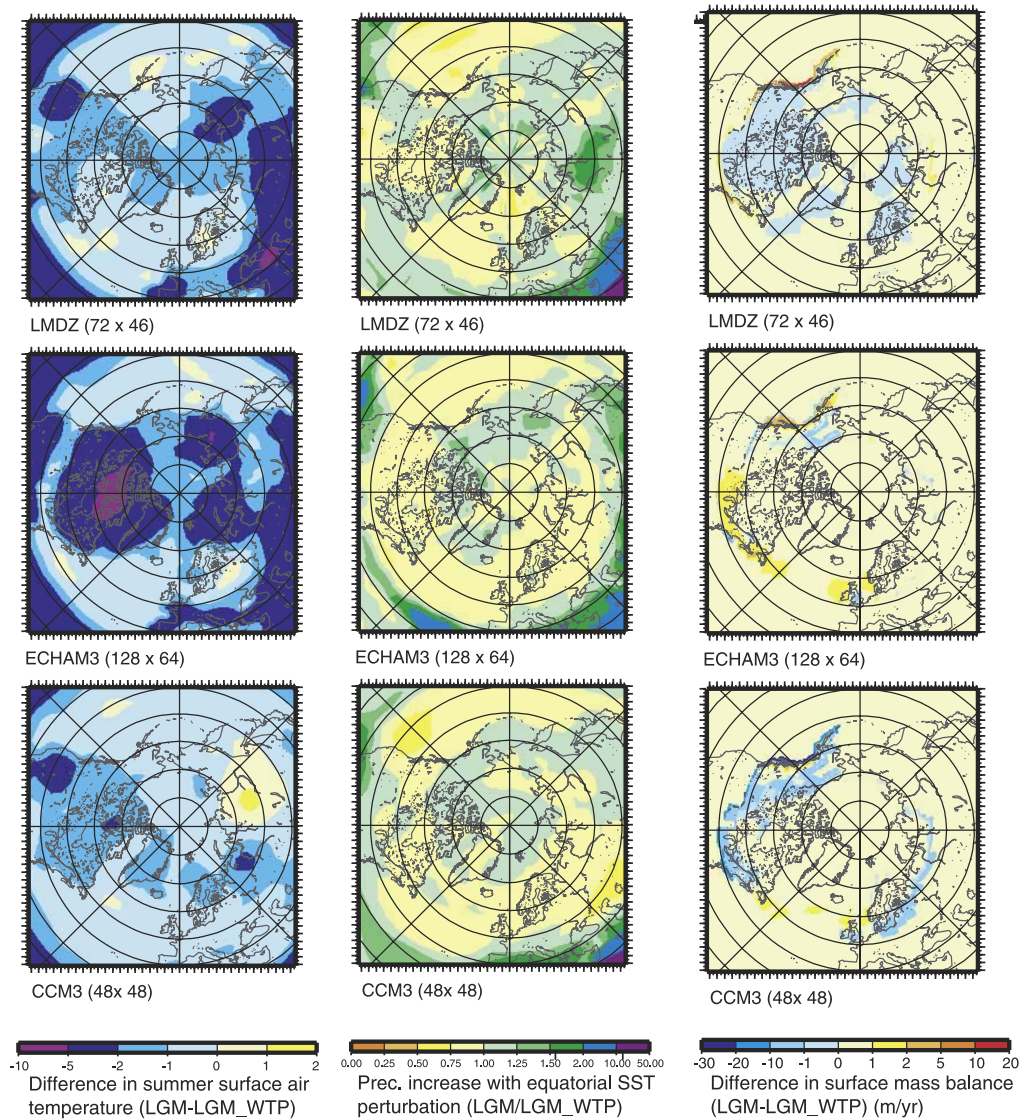 LMDZ (72 x 46)
LMDZ (72 x 46)
LMDZ (72 x 46)
ECHAM3 (128 x 64)
ECHAM3 (128 x 64)
ECHAM3 (128 x 64)
CCM3 (48x 48)
CCM3 (48x 48)
CCM3 (48x 48)
-10 -5 -2 -1 0 1 2
Difference in summer surface air
temperature (LGM-LGM_WTP)
0.00 0.25 0.50 0.75 1.00 1.25 1.50 2.00 10.00 50.00
Prec. increase with equatorial SST
perturbation (LGM/LGM_WTP)
-30 -20 -10 -1 0 2 5 10 20
Difference in surface mass balance
(LGM-LGM_WTP) (m/yr)